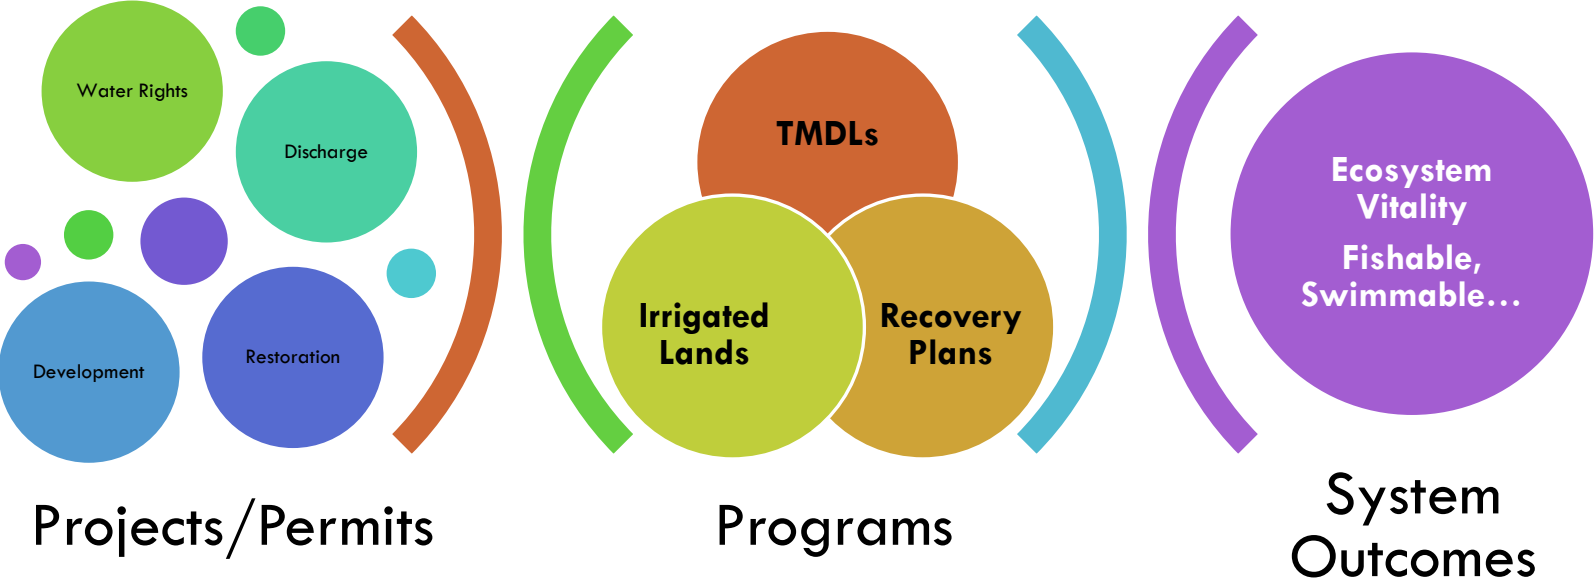 Water Rights
Discharge
Development
Restoration
Projects/Permits
TMDLs
Irrigated
Lands
Recovery
Plans
Programs
Ecosystem
Vitality
Fishable,
Swimmable…
System
Outcomes